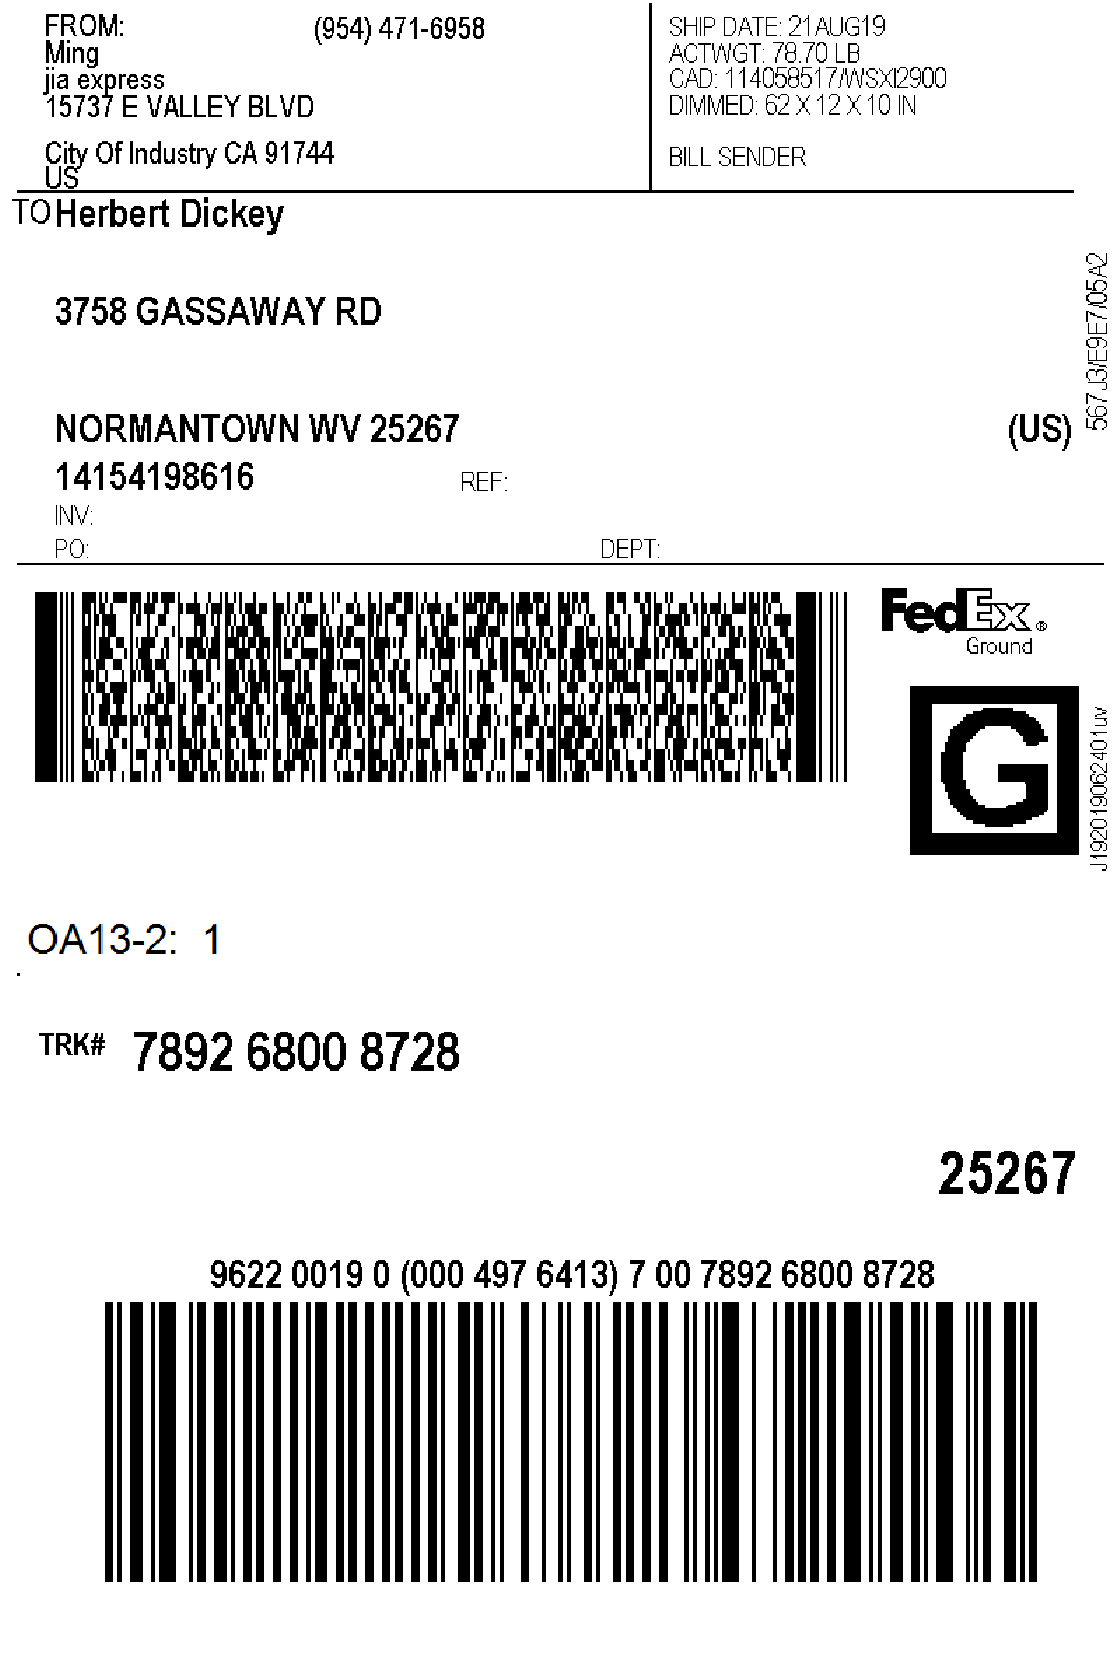 FROM: (954) 471-6958
Ming
jia express
15737 E VALLEY BLVD
City Of Industry CA 91744
US
SHIP DATE: 21AUG19
ACTWGT: 78.70 LB
CAD: 114058517/WSXI2900
DIMMED: 62 X 12 X 10 IN
BILL SENDER
TO Herbert Dickey
3758 GASSAWAY RD
NORMANTOWN WV 25267 (US)
14154198616 REF:
INV:
PO: DEPT:
567J3/E9E7/05A2
FedEx®
Ground
G
J192019062401uv
OA13-2: 1
TRK# 7892 6800 8728
25267
9622 0019 0 (000 497 6413) 7 00 7892 6800 8728